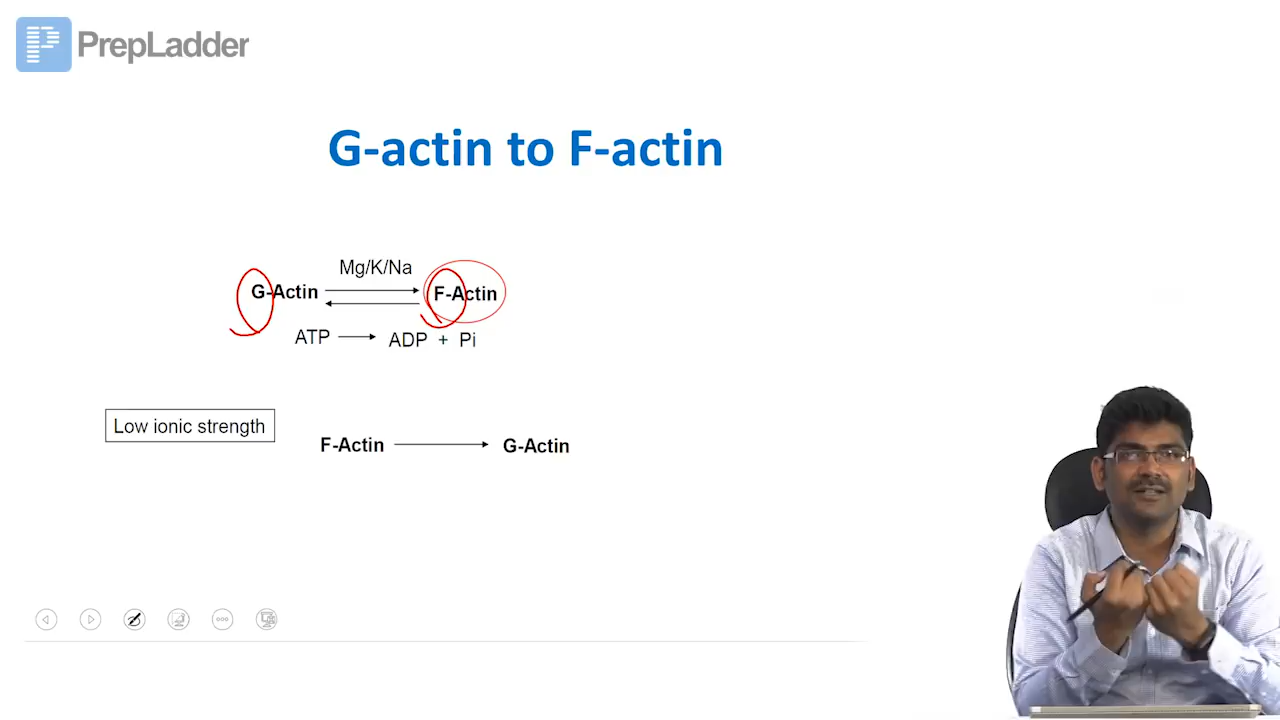 PrepLadder
G-actin to F-actin
Mg/K/Na
G-Actin F-Actin
ATP ADP + Pi
Low ionic strength
F-Actin G-Actin